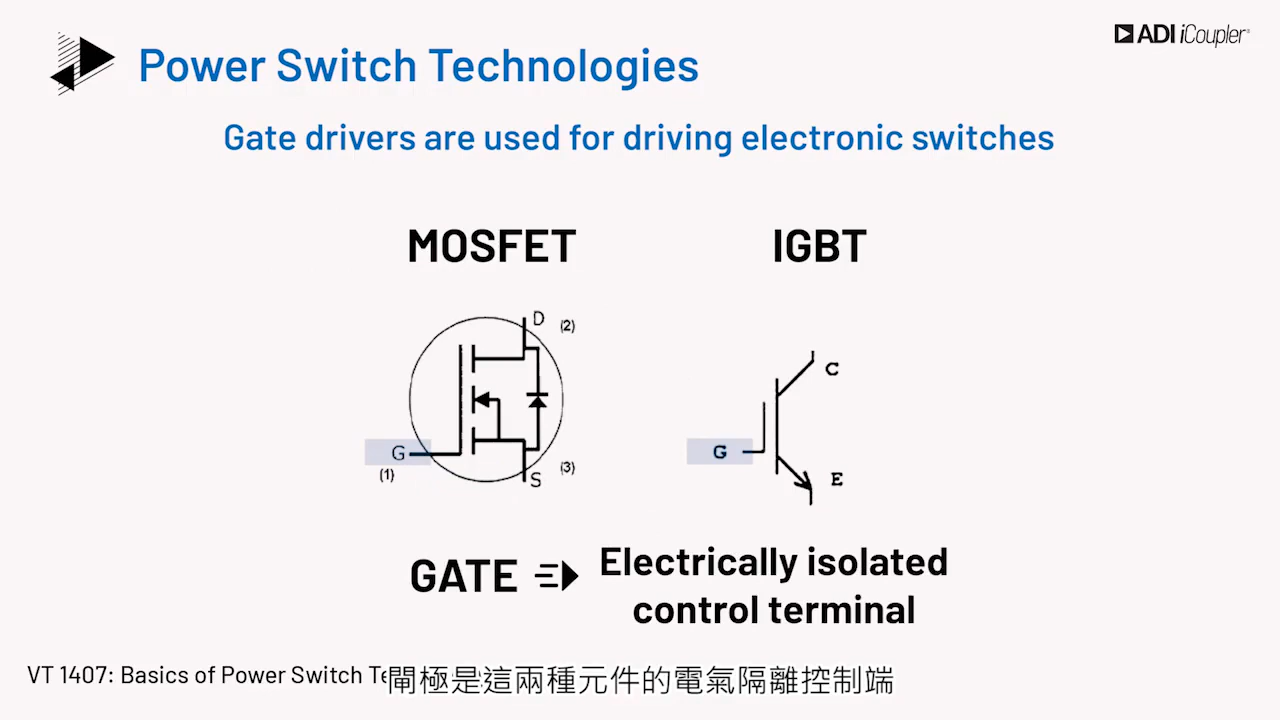 ADI iCoupler®
Power Switch Technologies
Gate drivers are used for driving electronic switches
MOSFET
IGBT
D (2)
G
(1)
S (3)
C
G
E
GATE
Electrically isolated
control terminal
VT 1407: Basics of Power Switch Te
閘極是這兩種元件的電氣隔離控制端